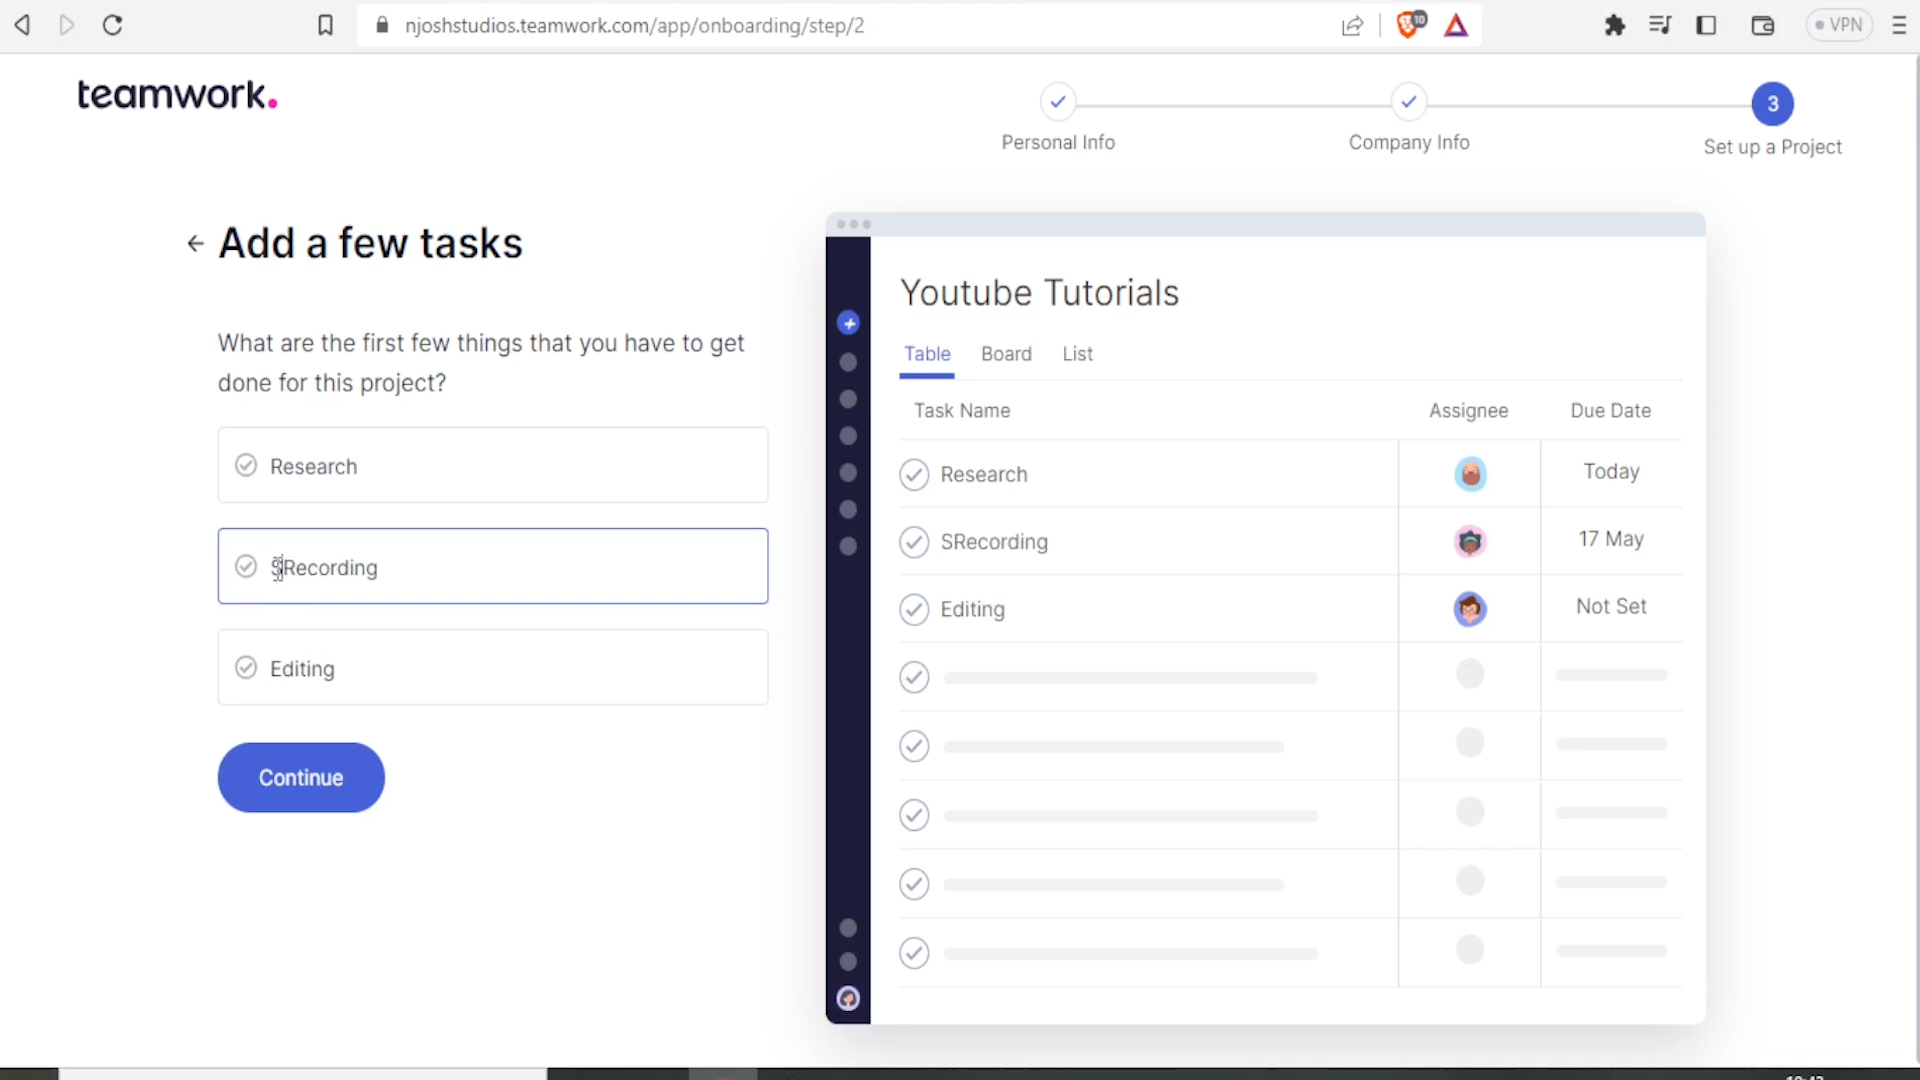 njoshstudios.teamwork.com/app/onboarding/step/2
10
VPN
teamwork.
3
Personal Info
Company Info
Set up a Project
Add a few tasks
What are the first few things that you have to get
done for this project?
Research
SRecording
Editing
Continue
Youtube Tutorials
Table
Board
List
Task Name
Assignee
Due Date
Research
Today
SRecording
17 May
Editing
Not Set